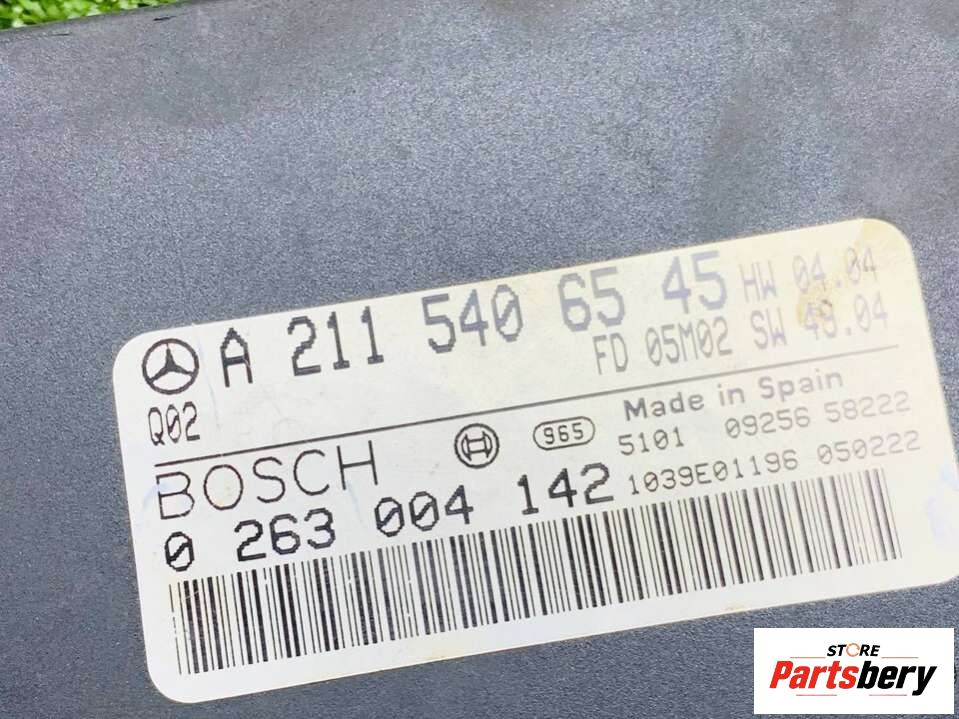 A 211 540 65 45 HW 04.04
Q02 FD 05M02 SW 49.04
Made in Spain
BOSCH 965 5101 09256 58222
0 263 004 142 1039E01196 050222
STORE
Partsbery